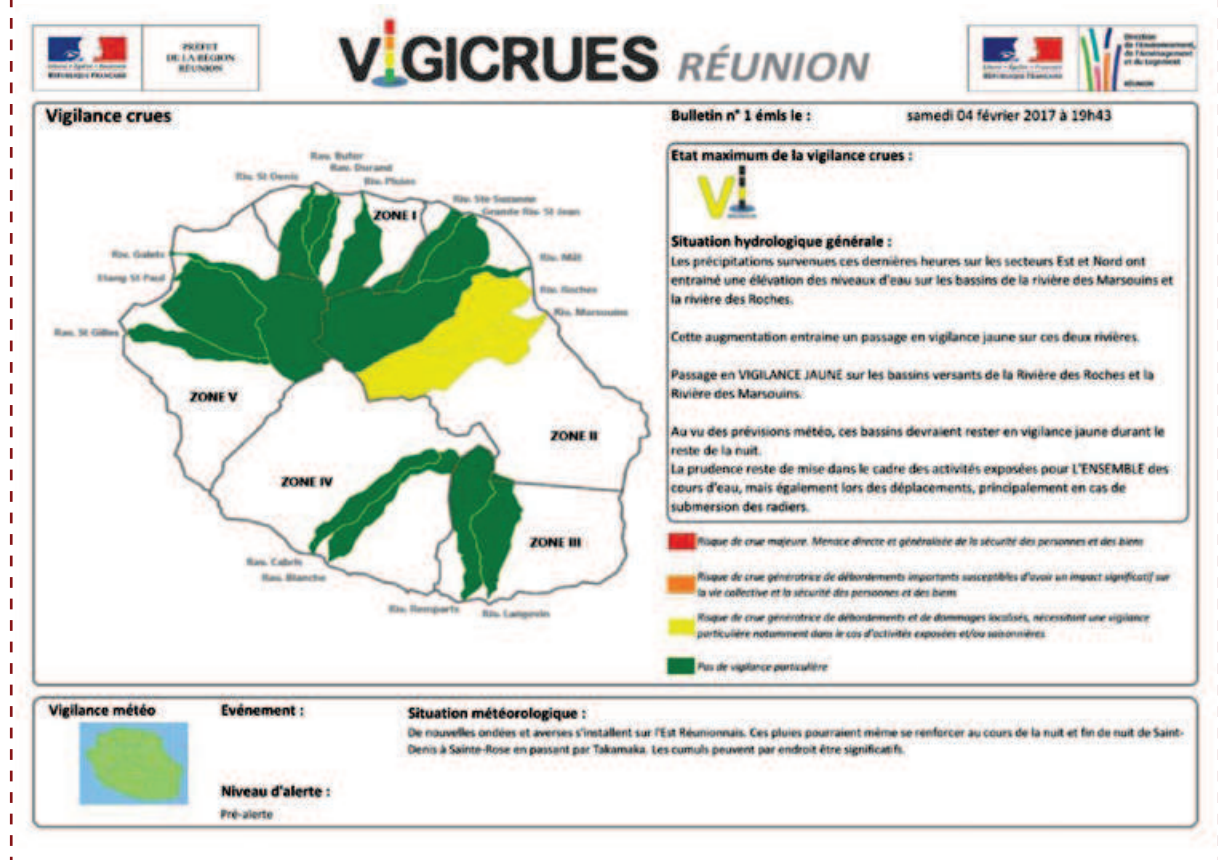 PRÉFET
DE LA RÉGION
RÉUNION
RÉPUBLIQUE FRANÇAISE
VIGICRUES RÉUNION
RÉPUBLIQUE FRANÇAISE
Direction
de l'Environnement,
de l'Aménagement
et du Logement
RÉUNION
Vigilance crues
Bulletin n° 1 émis le : samedi 04 février 2017 à 19h43
Rav. Butor
Rav. Durand
Riv. St Denis
Riv. Pluies
Riv. Ste Suzanne
Grande Riv. St Jean
ZONE I
Riv. Galets
Riv. Mât
Etang St Paul
Riv. Roches
Riv. Marsouins
Rav. St Gilles
ZONE V
ZONE II
ZONE IV
ZONE III
Rav. Cabris
Rav. Blanche
Riv. Remparts
Riv. Langevin
Etat maximum de la vigilance crues :
Situation hydrologique générale :
Les précipitations survenues ces dernières heures sur les secteurs Est et Nord ont
entrainé une élévation des niveaux d'eau sur les bassins de la rivière des Marsouins et
la rivière des Roches.
Cette augmentation entraine un passage en vigilance jaune sur ces deux rivières.
Passage en VIGILANCE JAUNE sur les bassins versants de la Rivière des Roches et la
Rivière des Marsouins.
Au vu des prévisions météo, ces bassins devraient rester en vigilance jaune durant le
reste de la nuit.
La prudence reste de mise dans le cadre des activités exposées pour L'ENSEMBLE des
cours d'eau, mais également lors des déplacements, principalement en cas de
submersion des radiers.
Risque de crue majeure. Menace directe et généralisée de la sécurité des personnes et des biens
Risque de crue génératrice de débordements importants susceptibles d'avoir un impact significatif sur
la vie collective et la sécurité des personnes et des biens
Risque de crue génératrice de débordements et de dommages localisés, nécessitant une vigilance
particulière notamment dans le cas d'activités exposées et/ou saisonnières
Pas de vigilance particulière
Vigilance météo
Evénement :
Situation météorologique :
De nouvelles ondées et averses s'installent sur l'Est Réunionnais. Ces pluies pourraient même se renforcer au cours de la nuit et fin de nuit de Saint-
Denis à Sainte-Rose en passant par Takamaka. Les cumuls peuvent par endroit être significatifs.
Niveau d'alerte :
Pré-alerte